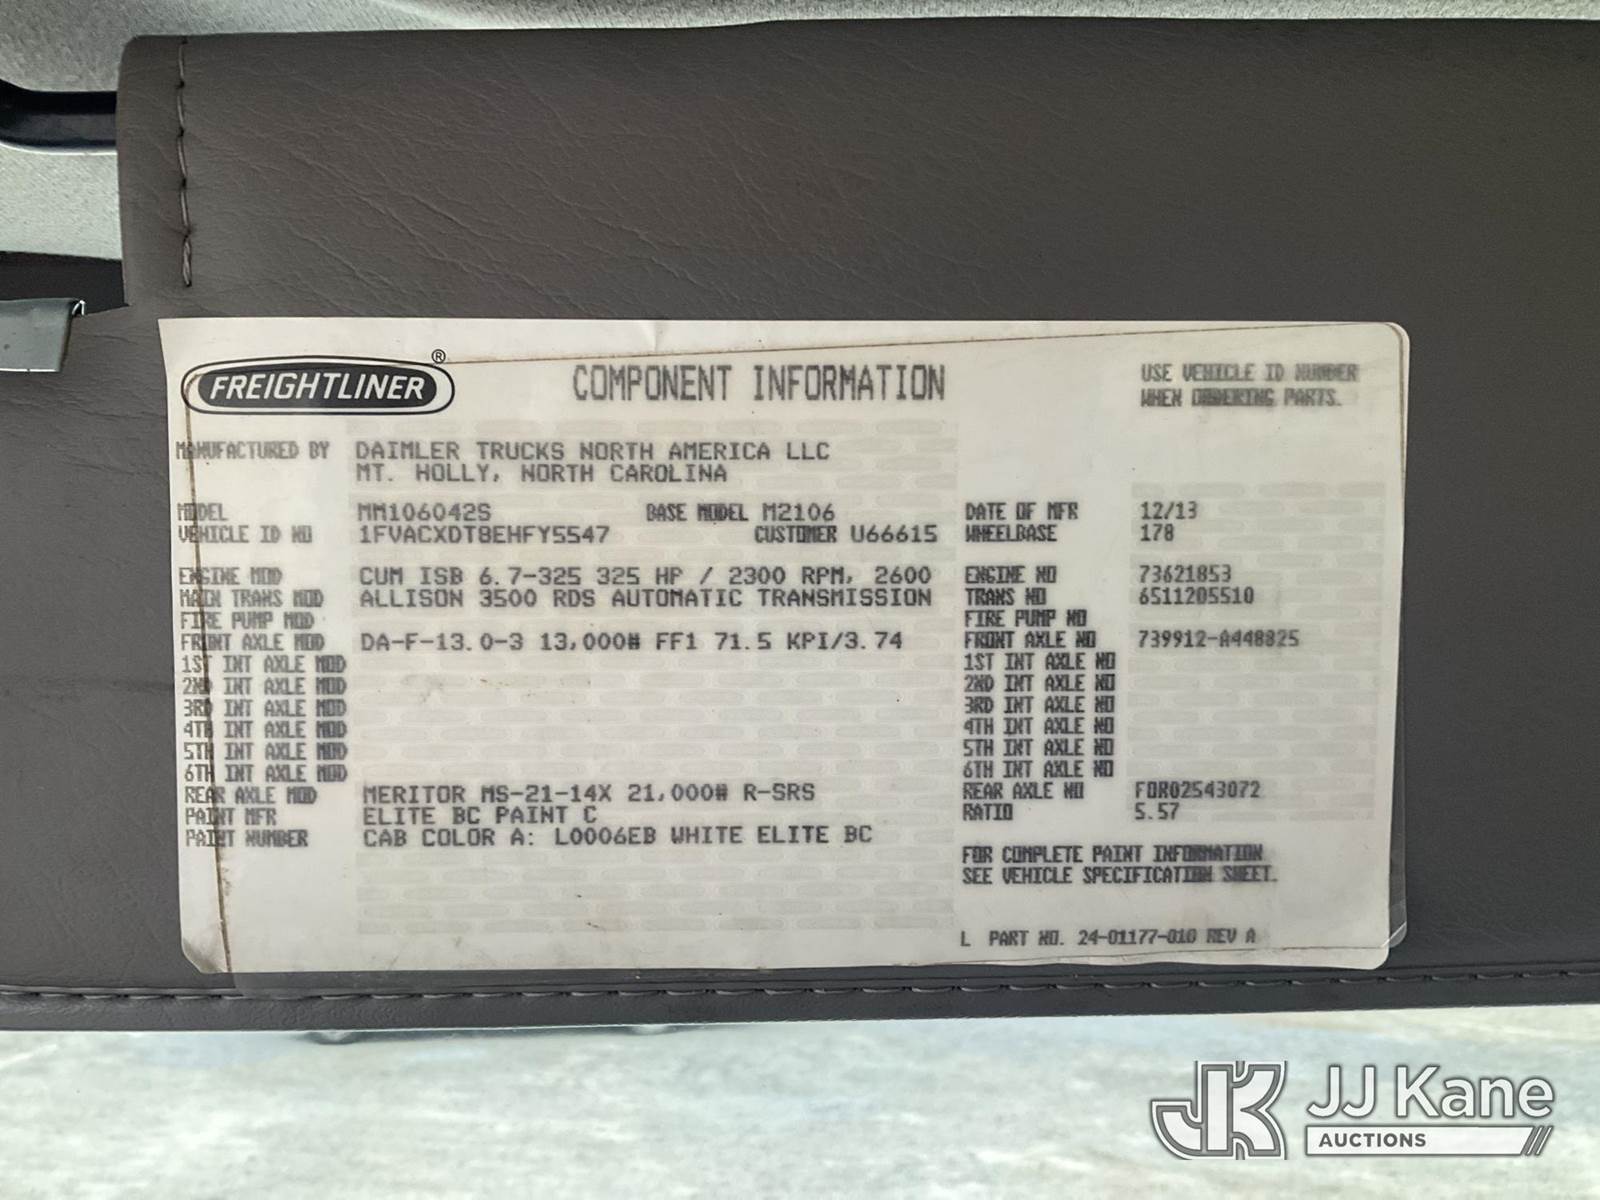 FREIGHTLINER ®
COMPONENT INFORMATION
USE VEHICLE ID NUMBER
WHEN ORDERING PARTS.
MANUFACTURED BY DAIMLER TRUCKS NORTH AMERICA LLC
MT. HOLLY, NORTH CAROLINA
MODEL MM106042S BASE MODEL M2106 DATE OF MFR 12/13
VEHICLE ID NO 1FVACXDT8EHFY5547 CUSTOMER U66615 WHEELBASE 178
ENGINE MOD CUM ISB 6.7-325 325 HP / 2300 RPM, 2600 ENGINE NO 73621853
MAIN TRANS MOD ALLISON 3500 RDS AUTOMATIC TRANSMISSION TRANS NO 6511205510
FIRE PUMP MOD FIRE PUMP NO
FRONT AXLE MOD DA-F-13.0-3 13,000# FF1 71.5 KPI/3.74 FRONT AXLE NO 739912-A448825
1ST INT AXLE MOD 1ST INT AXLE NO
2ND INT AXLE MOD 2ND INT AXLE NO
3RD INT AXLE MOD 3RD INT AXLE NO
4TH INT AXLE MOD 4TH INT AXLE NO
5TH INT AXLE MOD 5TH INT AXLE NO
6TH INT AXLE MOD 6TH INT AXLE NO
REAR AXLE MOD MERITOR MS-21-14X 21,000# R-SRS REAR AXLE NO FOR02543072
PAINT MFR ELITE BC PAINT C RATIO 5.57
PAINT NUMBER CAB COLOR A: L0006EB WHITE ELITE BC
FOR COMPLETE PAINT INFORMATION
SEE VEHICLE SPECIFICATION SHEET.
L PART NO. 24-01177-010 REV A
JK JJ Kane
AUCTIONS